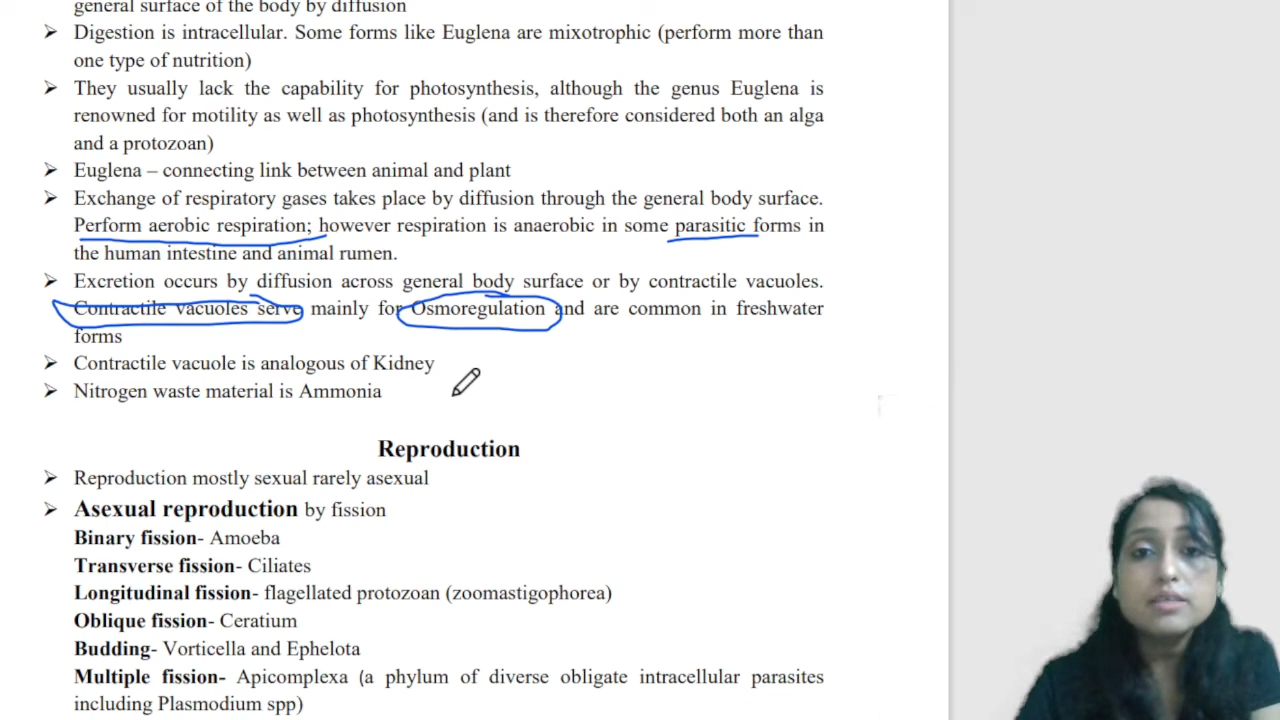 general surface of the body by diffusion
➤ Digestion is intracellular. Some forms like Euglena are mixotrophic (perform more than
one type of nutrition)
➤ They usually lack the capability for photosynthesis, although the genus Euglena is
renowned for motility as well as photosynthesis (and is therefore considered both an alga
and a protozoan)
➤ Euglena – connecting link between animal and plant
➤ Exchange of respiratory gases takes place by diffusion through the general body surface.
Perform aerobic respiration; however respiration is anaerobic in some parasitic forms in
the human intestine and animal rumen.
➤ Excretion occurs by diffusion across general body surface or by contractile vacuoles.
Contractile vacuoles serve mainly for Osmoregulation and are common in freshwater
forms
➤ Contractile vacuole is analogous of Kidney
➤ Nitrogen waste material is Ammonia
Reproduction
➤ Reproduction mostly sexual rarely asexual
➤ Asexual reproduction by fission
Binary fission- Amoeba
Transverse fission- Ciliates
Longitudinal fission- flagellated protozoan (zoomastigophorea)
Oblique fission- Ceratium
Budding- Vorticella and Ephelota
Multiple fission- Apicomplexa (a phylum of diverse obligate intracellular parasites
including Plasmodium spp)